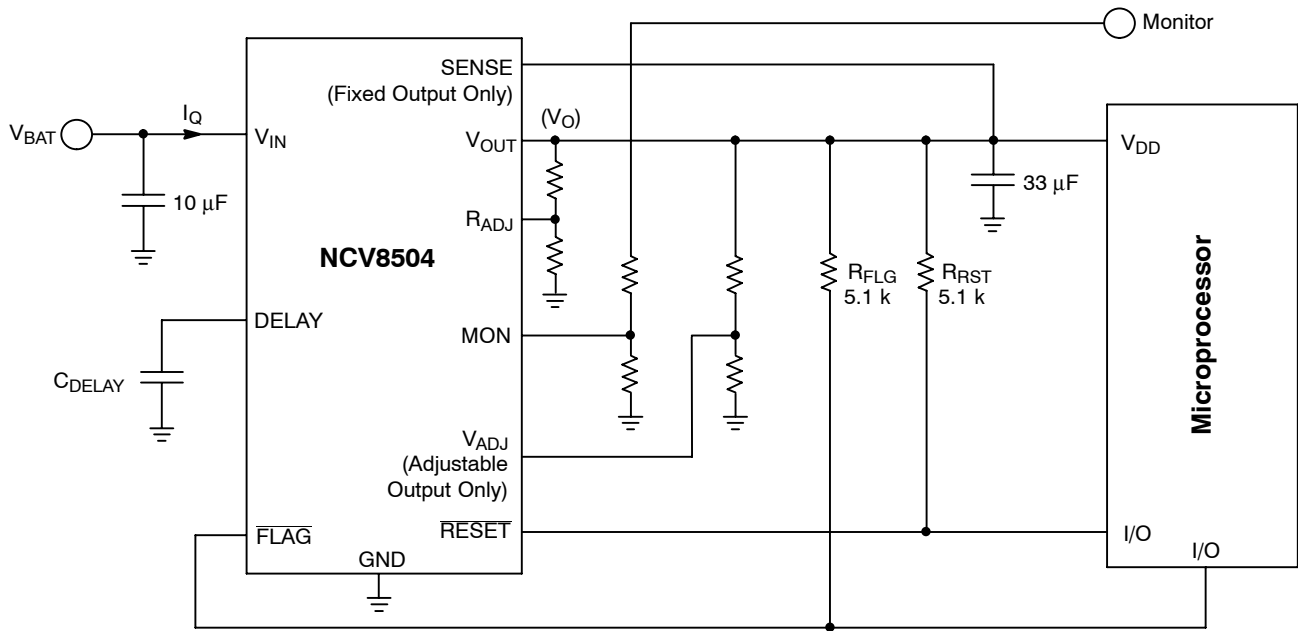 Monitor
SENSE
(Fixed Output Only)
I_Q
(V_O)
V_BAT
V_IN
V_OUT
V_DD
10 μF
33 μF
R_ADJ
NCV8504
R_FLG
5.1 k
R_RST
5.1 k
DELAY
MON
C_DELAY
Microprocessor
V_ADJ
(Adjustable
Output Only)
FLAG
RESET
I/O
I/O
GND